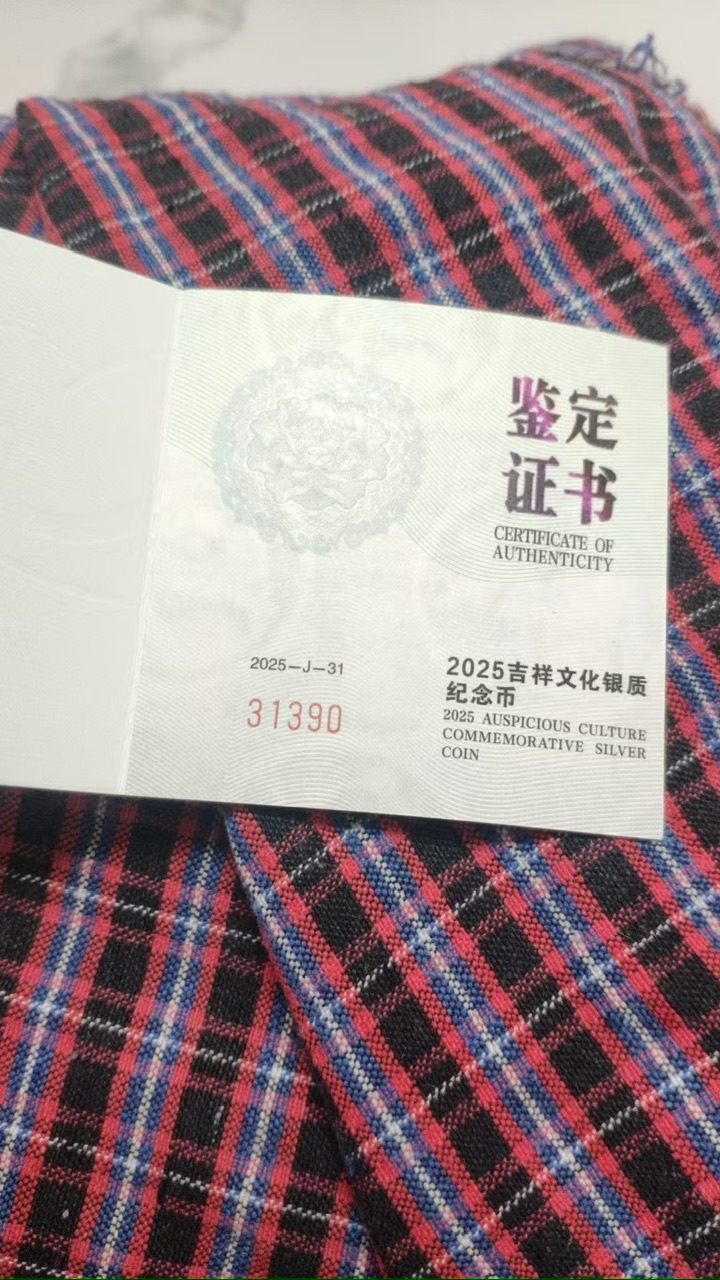 鉴定
证书
CERTIFICATE OF
AUTHENTICITY
2025—J—31
31390
2025吉祥文化银质
纪念币
2025 AUSPICIOUS CULTURE
COMMEMORATIVE SILVER
COIN